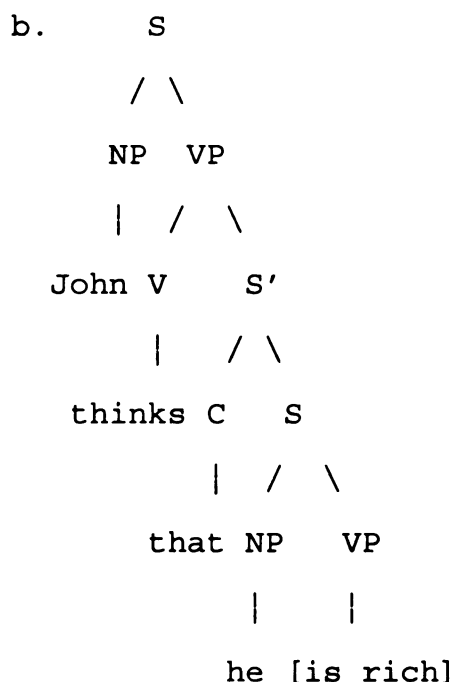 b. S
/ \
NP VP
| / \
John V S'
| / \
thinks C S
| / \
that NP VP
| |
he [is rich]